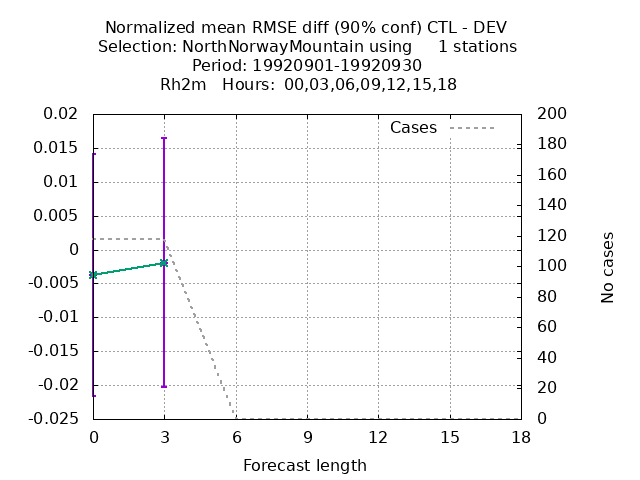 Normalized mean RMSE diff (90% conf) CTL - DEV
Selection: NorthNorwayMountain using 1 stations
Period: 19920901-19920930
Rh2m Hours: 00,03,06,09,12,15,18
Cases
0.02
0.015
0.01
0.005
0
-0.005
-0.01
-0.015
-0.02
-0.025
200
180
160
140
120
100
80
60
40
20
0
No cases
0 3 6 9 12 15 18
Forecast length